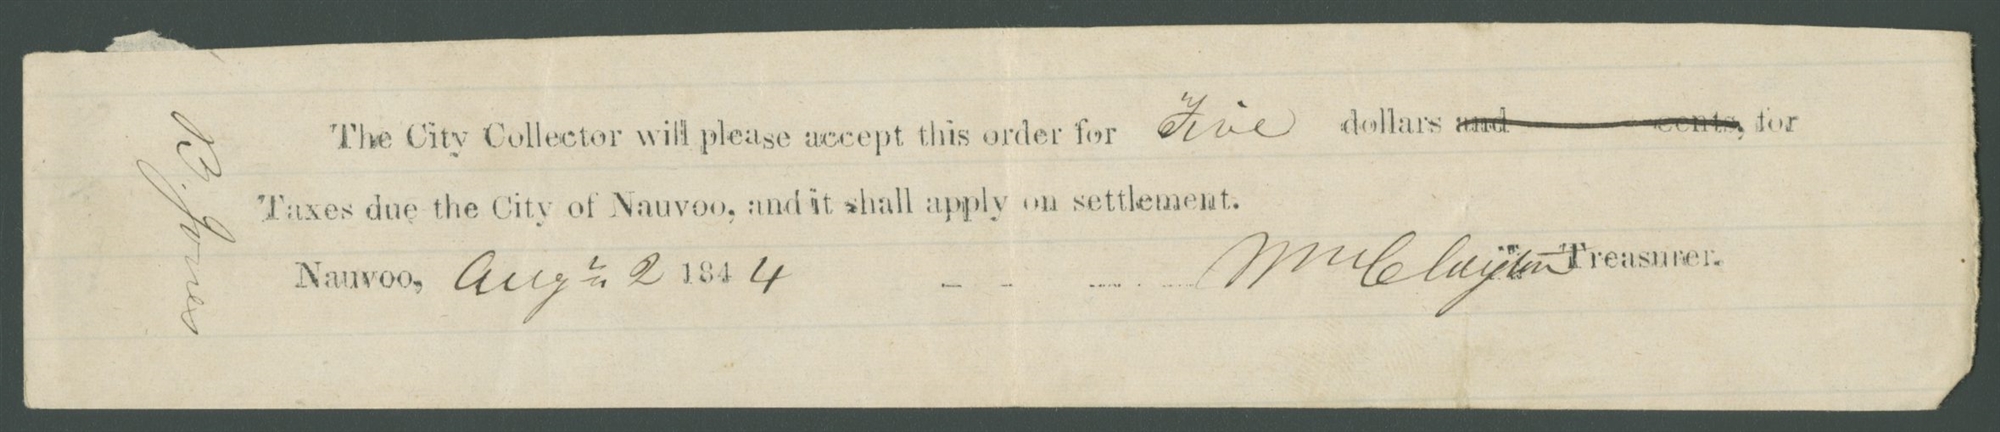 The City Collector will please accept this order for Five dollars and cents, for
Taxes due the City of Nauvoo, and it shall apply on settlement.
Nauvoo, Augt 2 1844 Wm Clayton Treasurer.
B. Jones